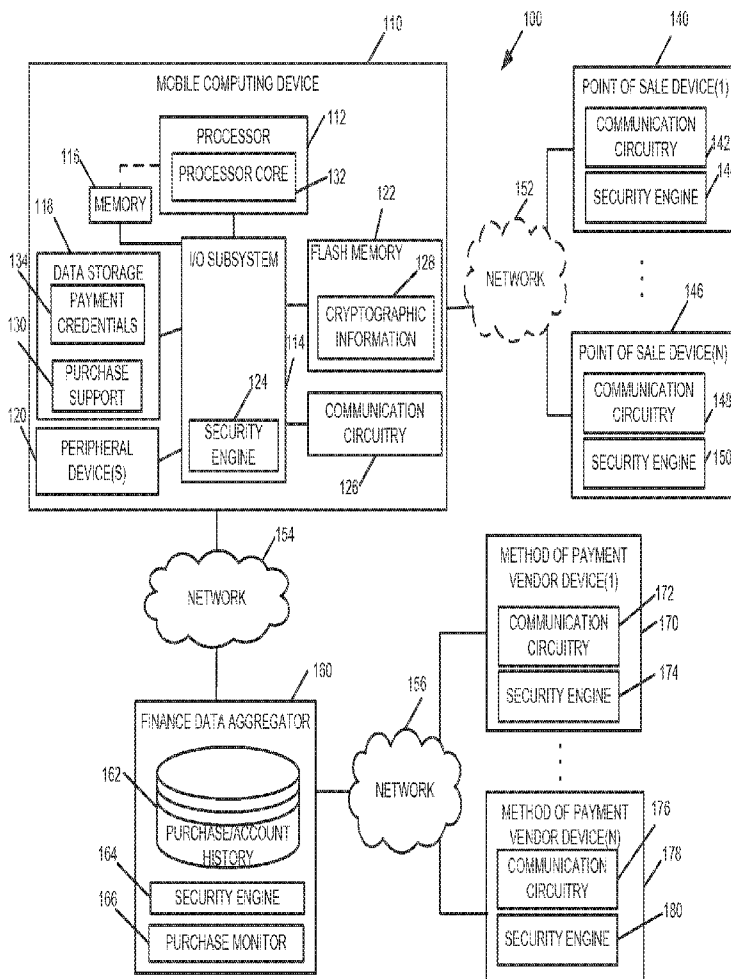 110
100
140
MOBILE COMPUTING DEVICE
PROCESSOR
112
PROCESSOR CORE
132
116
MEMORY
118
I/O SUBSYSTEM
122
FLASH MEMORY
134
DATA STORAGE
128
PAYMENT
CREDENTIALS
CRYPTOGRAPHIC
INFORMATION
130
PURCHASE
SUPPORT
124
114
120
SECURITY
ENGINE
COMMUNICATION
CIRCUITRY
PERIPHERAL
DEVICE(S)
126
152
NETWORK
POINT OF SALE DEVICE(1)
COMMUNICATION
CIRCUITRY
142
SECURITY ENGINE
14
146
POINT OF SALE DEVICE(N)
COMMUNICATION
CIRCUITRY
148
SECURITY ENGINE
150
154
NETWORK
160
FINANCE DATA AGGREGATOR
162
PURCHASE/ACCOUNT
HISTORY
164
SECURITY ENGINE
166
PURCHASE MONITOR
156
NETWORK
METHOD OF PAYMENT
VENDOR DEVICE(1)
172
COMMUNICATION
CIRCUITRY
170
SECURITY ENGINE
174
METHOD OF PAYMENT
VENDOR DEVICE(N)
176
COMMUNICATION
CIRCUITRY
178
SECURITY ENGINE
180